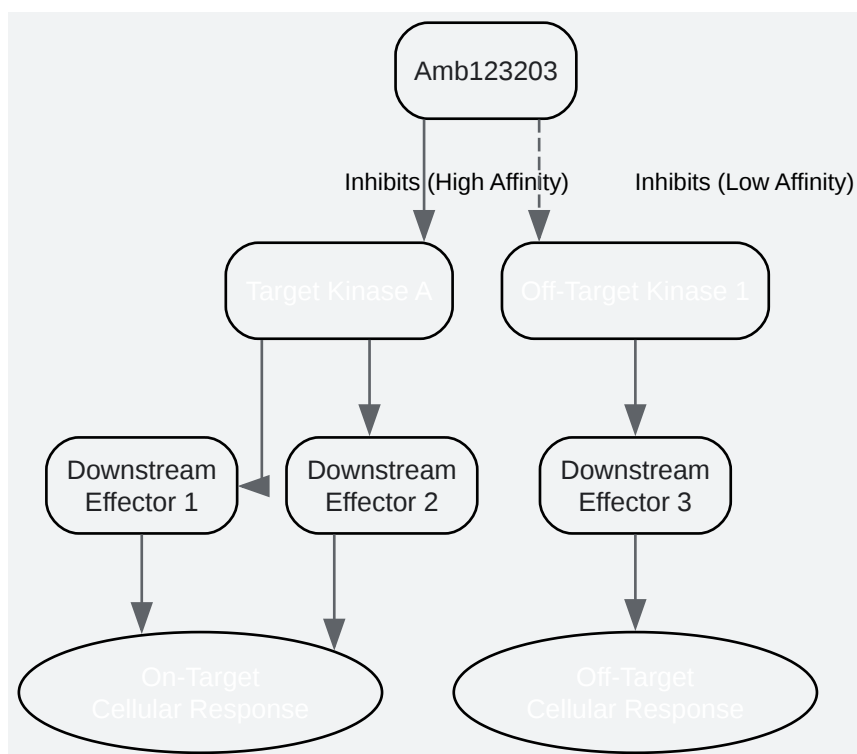 Amb123203
Inhibits (High Affinity)
Inhibits (Low Affinity)
Target Kinase A
Off-Target Kinase 1
Downstream
Effector 1
Downstream
Effector 2
Downstream
Effector 3
On-Target
Cellular Response
Off-Target
Cellular Response